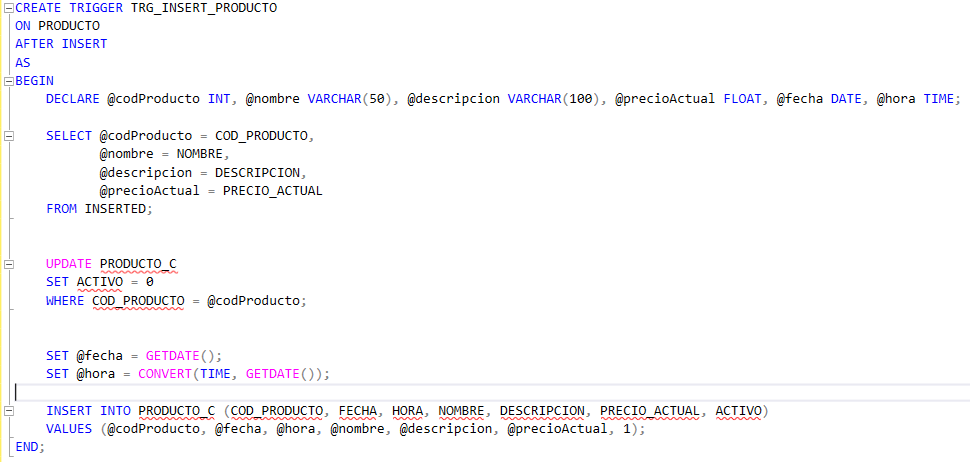 CREATE TRIGGER TRG_INSERT_PRODUCTO
ON PRODUCTO
AFTER INSERT
AS
BEGIN
DECLARE @codProducto INT, @nombre VARCHAR(50), @descripcion VARCHAR(100), @precioActual FLOAT, @fecha DATE, @hora TIME;
SELECT @codProducto = COD_PRODUCTO,
@nombre = NOMBRE,
@descripcion = DESCRIPCION,
@precioActual = PRECIO_ACTUAL
FROM INSERTED;
UPDATE PRODUCTO_C
SET ACTIVO = 0
WHERE COD_PRODUCTO = @codProducto;
SET @fecha = GETDATE();
SET @hora = CONVERT(TIME, GETDATE());
INSERT INTO PRODUCTO_C (COD_PRODUCTO, FECHA, HORA, NOMBRE, DESCRIPCION, PRECIO_ACTUAL, ACTIVO)
VALUES (@codProducto, @fecha, @hora, @nombre, @descripcion, @precioActual, 1);
END;